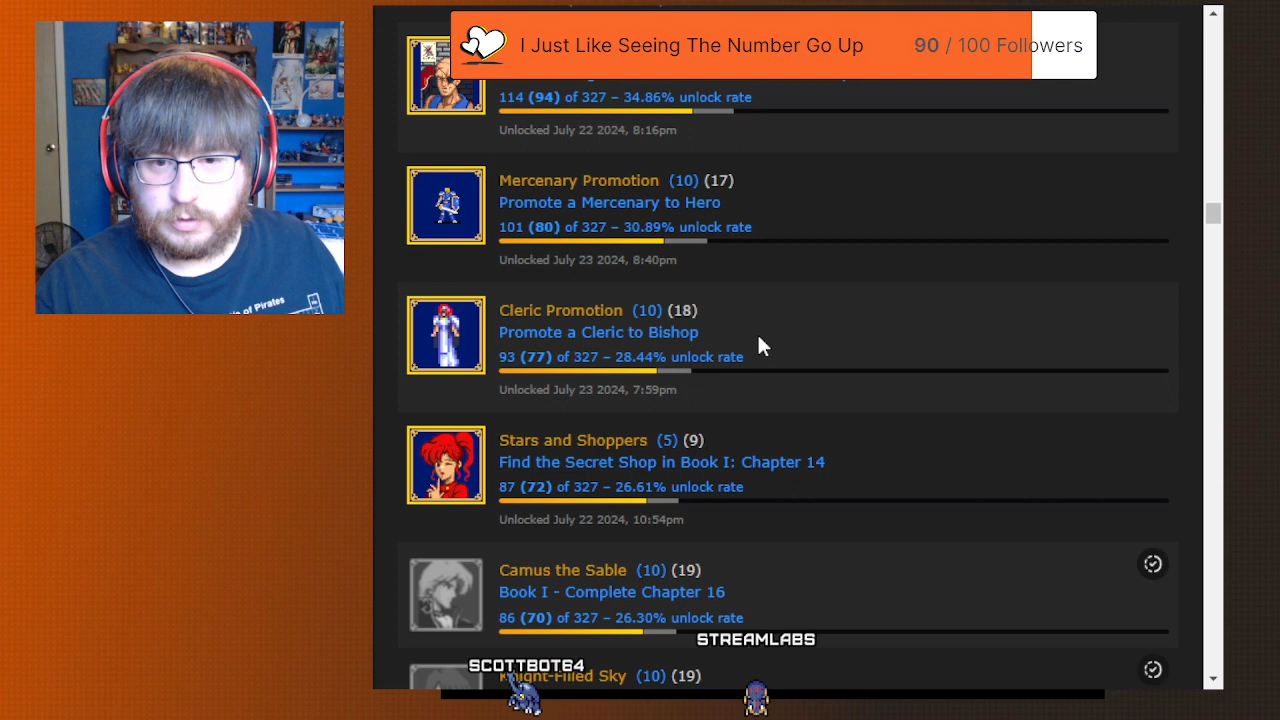 I Just Like Seeing The Number Go Up 90 / 100 Followers
114 (94) of 327 – 34.86% unlock rate
Unlocked July 22 2024, 8:16pm
Mercenary Promotion (10) (17)
Promote a Mercenary to Hero
101 (80) of 327 – 30.89% unlock rate
Unlocked July 23 2024, 8:40pm
Cleric Promotion (10) (18)
Promote a Cleric to Bishop
93 (77) of 327 – 28.44% unlock rate
Unlocked July 23 2024, 7:59pm
Stars and Shoppers (5) (9)
Find the Secret Shop in Book I: Chapter 14
87 (72) of 327 – 26.61% unlock rate
Unlocked July 22 2024, 10:54pm
Camus the Sable (10) (19)
Book I - Complete Chapter 16
86 (70) of 327 – 26.30% unlock rate
STREAMLABS
SCOTTBOT64
Knight-Filled Sky (10) (19)
of Pirates